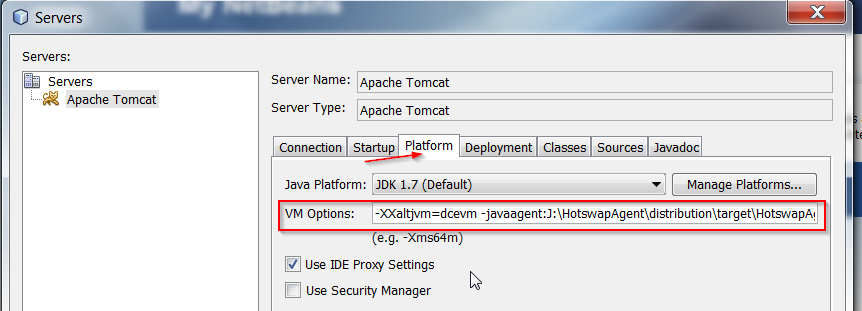 Servers
My NetBeans
Servers:
Servers
Apache Tomcat
Server Name: Apache Tomcat
Server Type: Apache Tomcat
Connection Startup Platform Deployment Classes Sources Javadoc
Java Platform: JDK 1.7 (Default) Manage Platforms...
VM Options: -XXaltjvm=dcevm -javaagent:J:\HotswapAgent\distribution\target\HotswapAg
(e.g. -Xms64m)
Use IDE Proxy Settings
Use Security Manager